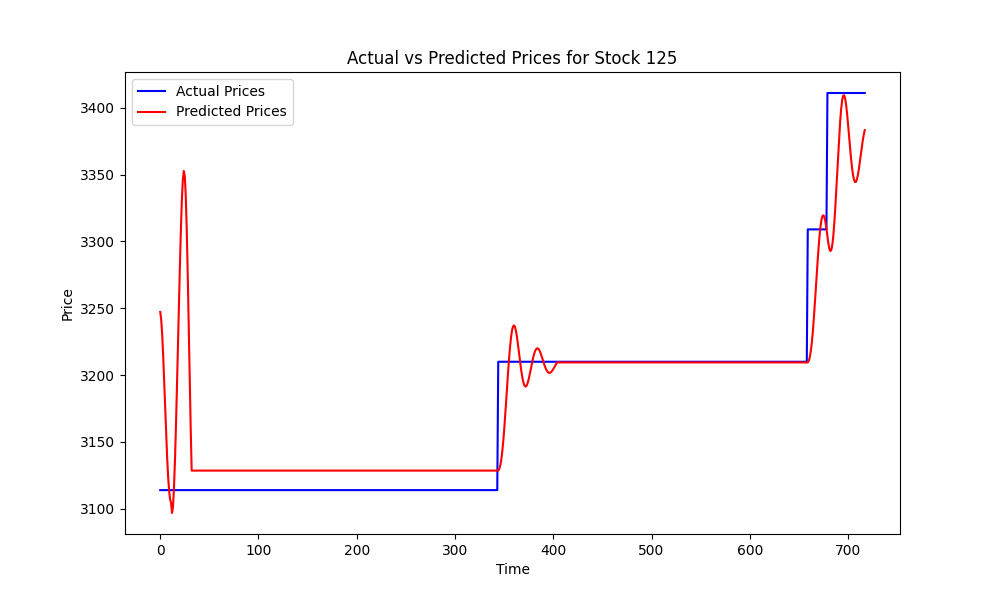 Actual vs Predicted Prices for Stock 125
Actual Prices
Predicted Prices
3400
3350
3300
3250
3200
3150
3100
Price
0 100 200 300 400 500 600 700
Time